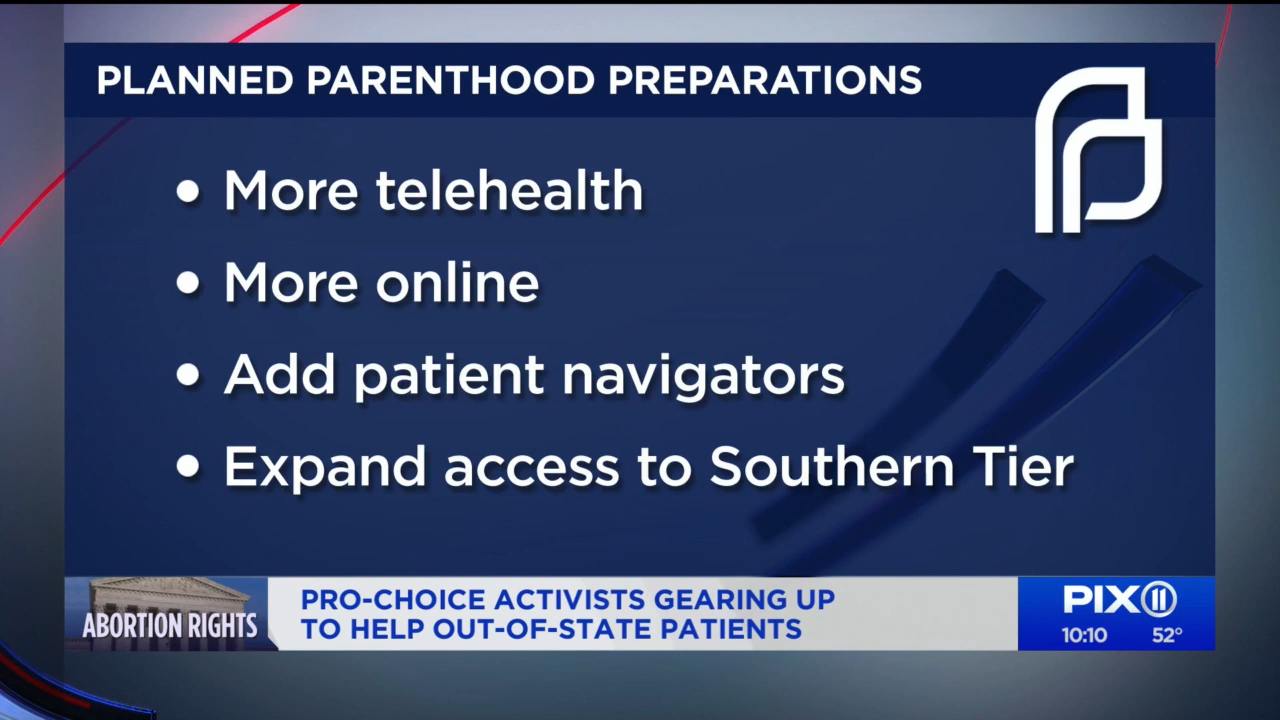 PLANNED PARENTHOOD PREPARATIONS
• More telehealth
• More online
• Add patient navigators
• Expand access to Southern Tier
ABORTION RIGHTS
PRO-CHOICE ACTIVISTS GEARING UP
TO HELP OUT-OF-STATE PATIENTS
PIX11
10:10 52°